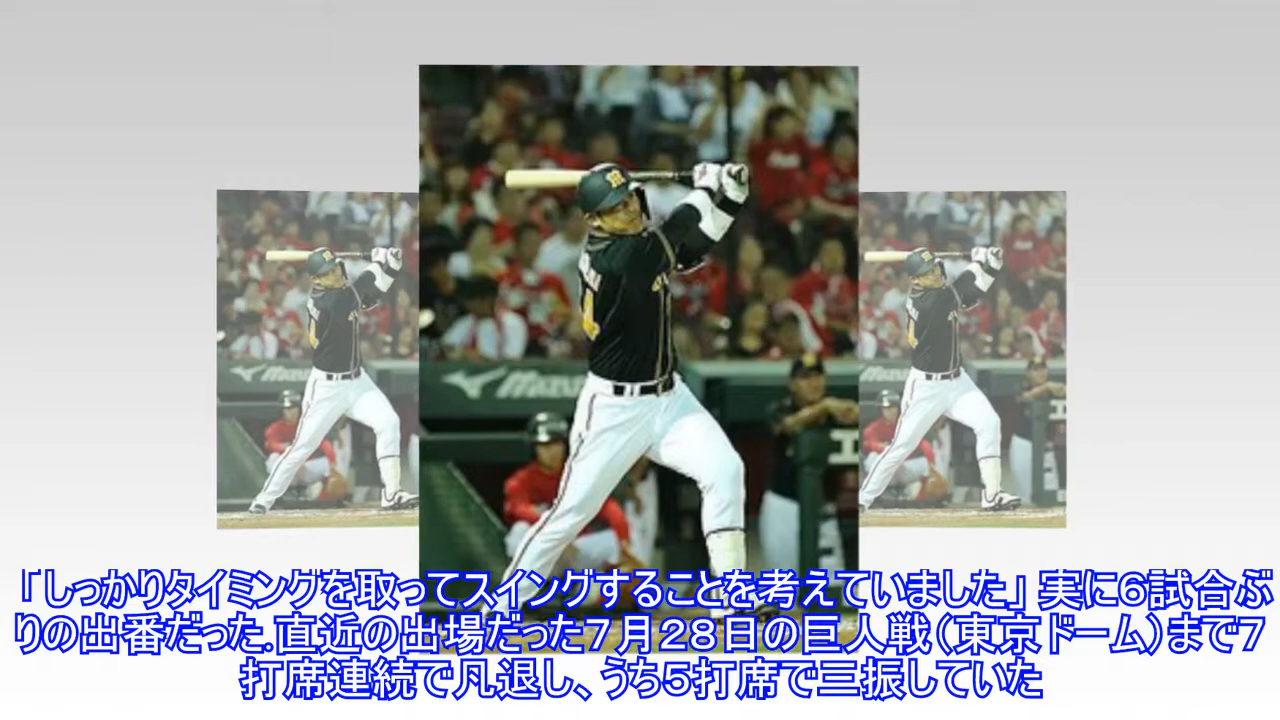 「しっかりタイミングを取ってスイングすることを考えていました」 実に６試合ぶ
りの出番だった.直近の出場だった７月２８日の巨人戦（東京ドーム）まで７
打席連続で凡退し、うち５打席で三振していた